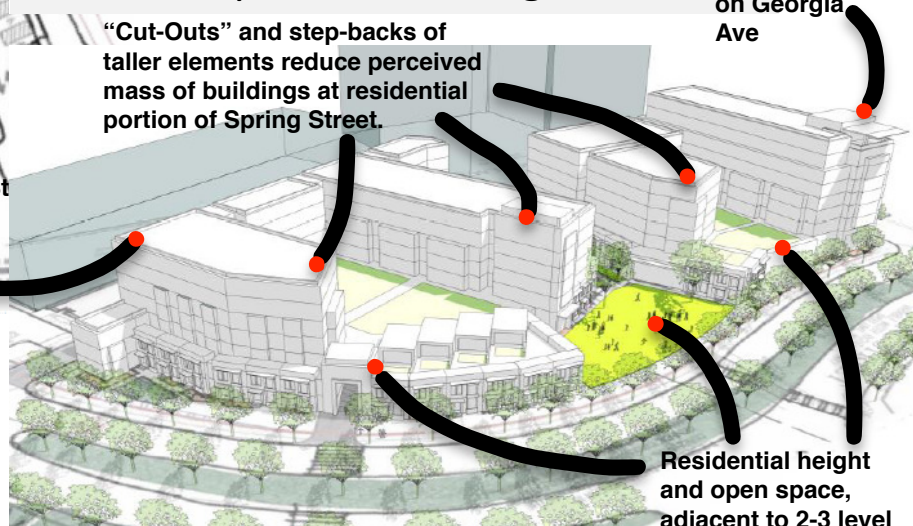 on Georgia
Ave
“Cut-Outs” and step-backs of
taller elements reduce perceived
mass of buildings at residential
portion of Spring Street.
Residential height
and open space,
adjacent to 2-3 level